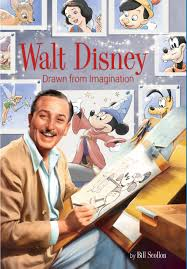 Walt Disney
Drawn from Imagination
by Bill Scollon